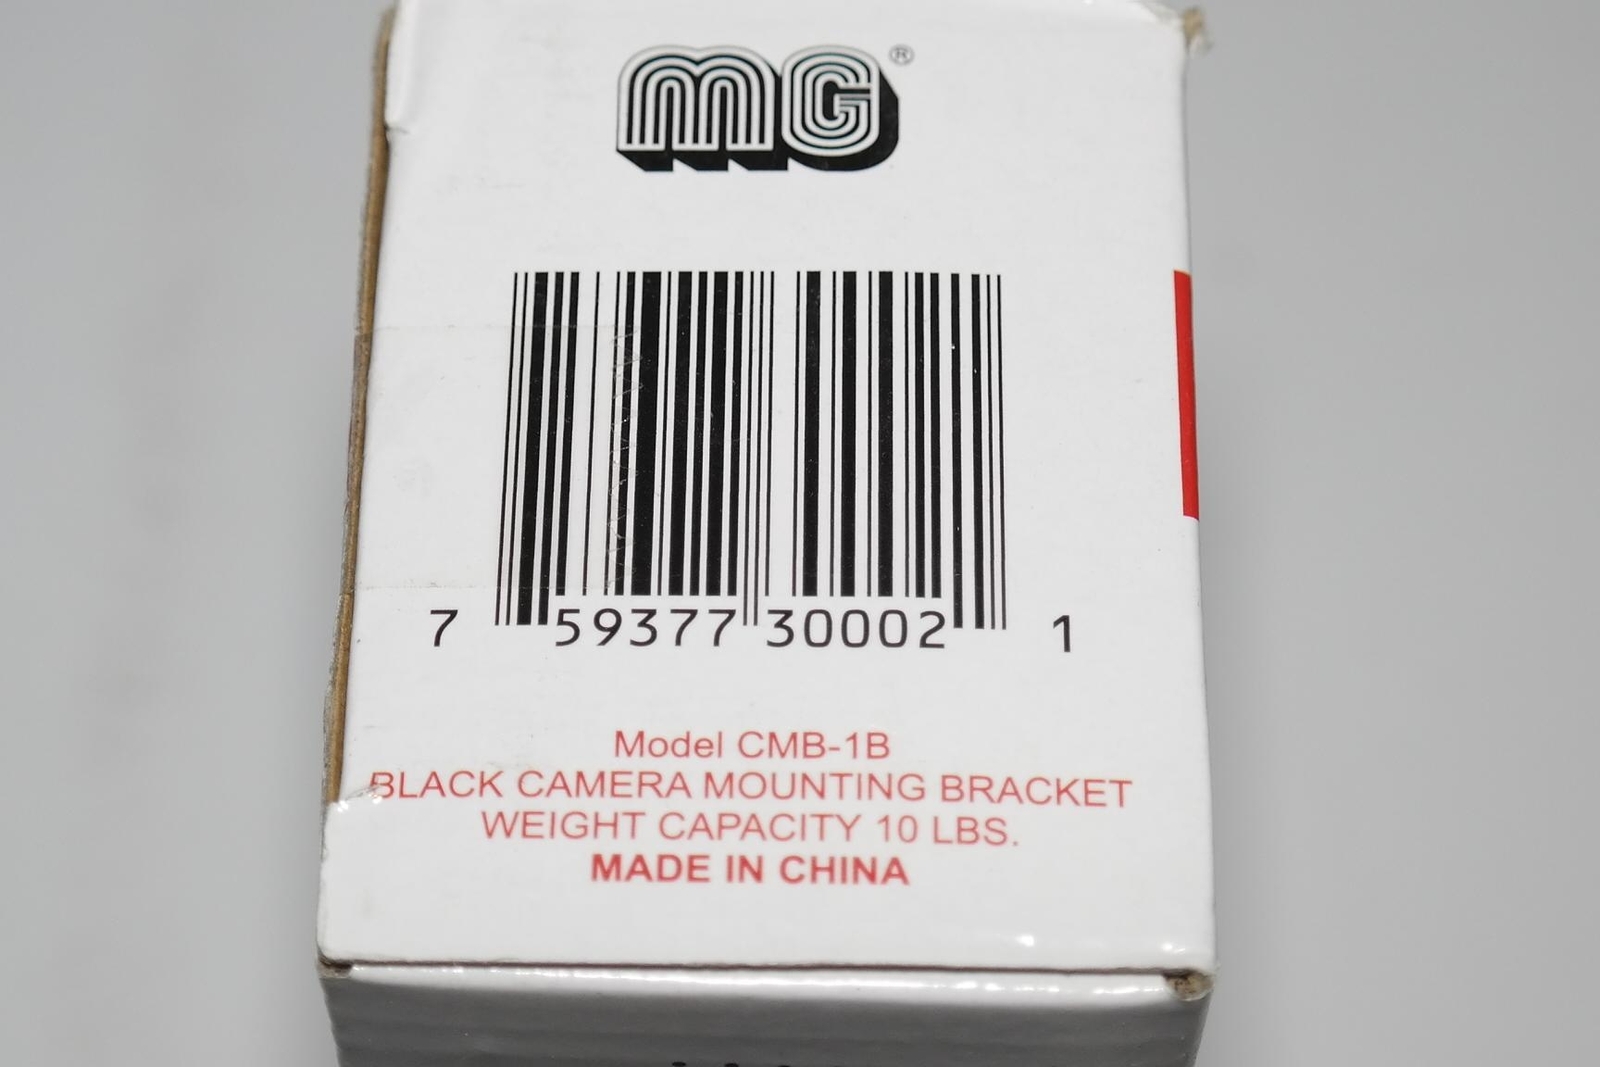 mG®
7 59377 30002 1
Model CMB-1B
BLACK CAMERA MOUNTING BRACKET
WEIGHT CAPACITY 10 LBS.
MADE IN CHINA